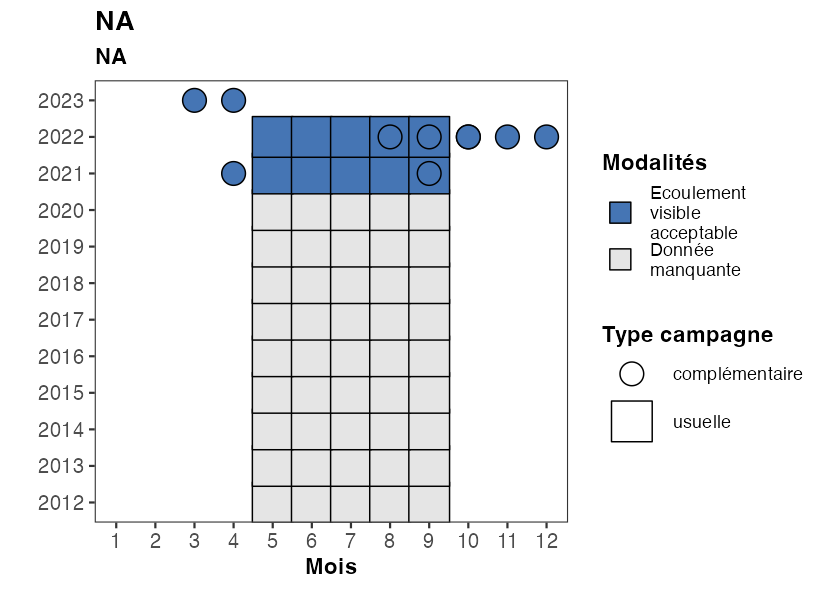 NA
NA
2023
2022
2021
2020
2019
2018
2017
2016
2015
2014
2013
2012
1 2 3 4 5 6 7 8 9 10 11 12
Mois
Modalités
Ecoulement
visible
acceptable
Donnée
manquante
Type campagne
complémentaire
usuelle